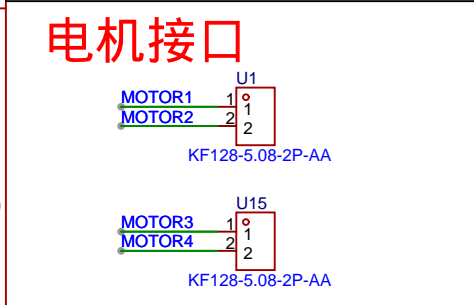 电机接口
U1
MOTOR1 1 1
MOTOR2 2 2
KF128-5.08-2P-AA
U15
MOTOR3 1 1
MOTOR4 2 2
KF128-5.08-2P-AA